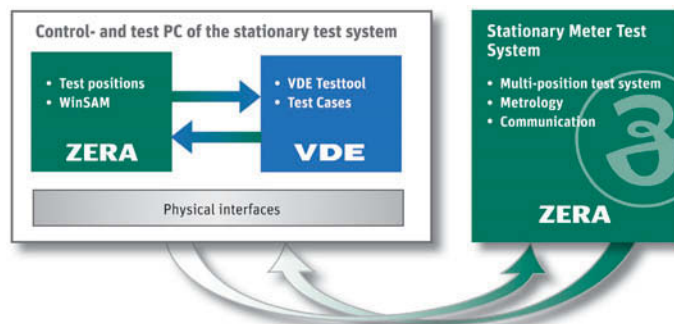 Control- and test PC of the stationary test system
• Test positions
• WinSAM
ZERA
• VDE Testtool
• Test Cases
VDE
Physical interfaces
Stationary Meter Test
System
• Multi-position test system
• Metrology
• Communication
ZERA